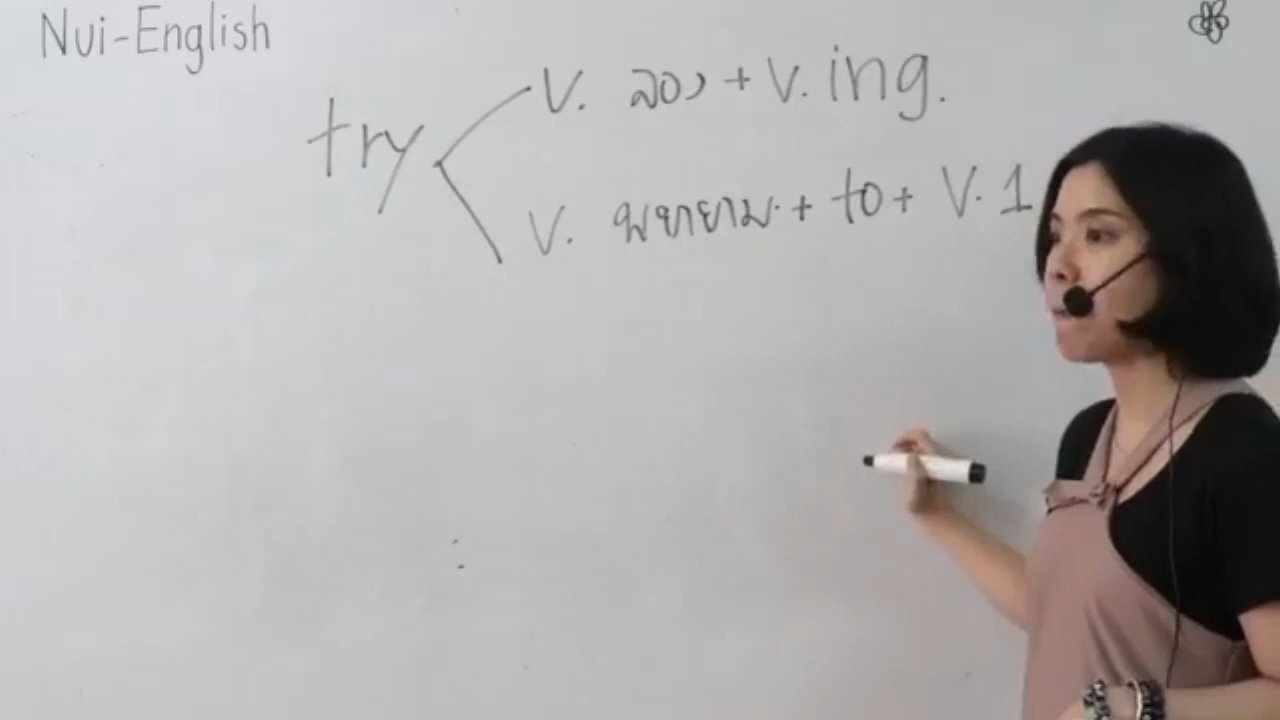 Nui-English
try
V. ลอง + V. ing.
V. พยายาม. + to + V. 1